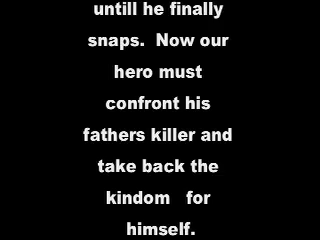 untill he finally
snaps.  Now our
hero must
confront his
fathers killer and
take back the
kindom   for
himself.